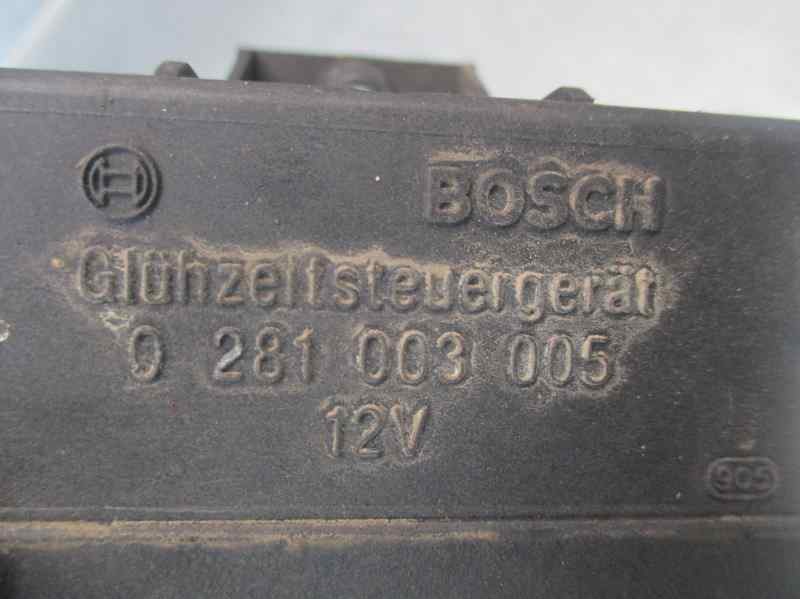 BOSCH
Glühzeitsteuergerät
0 281 003 005
12V
905